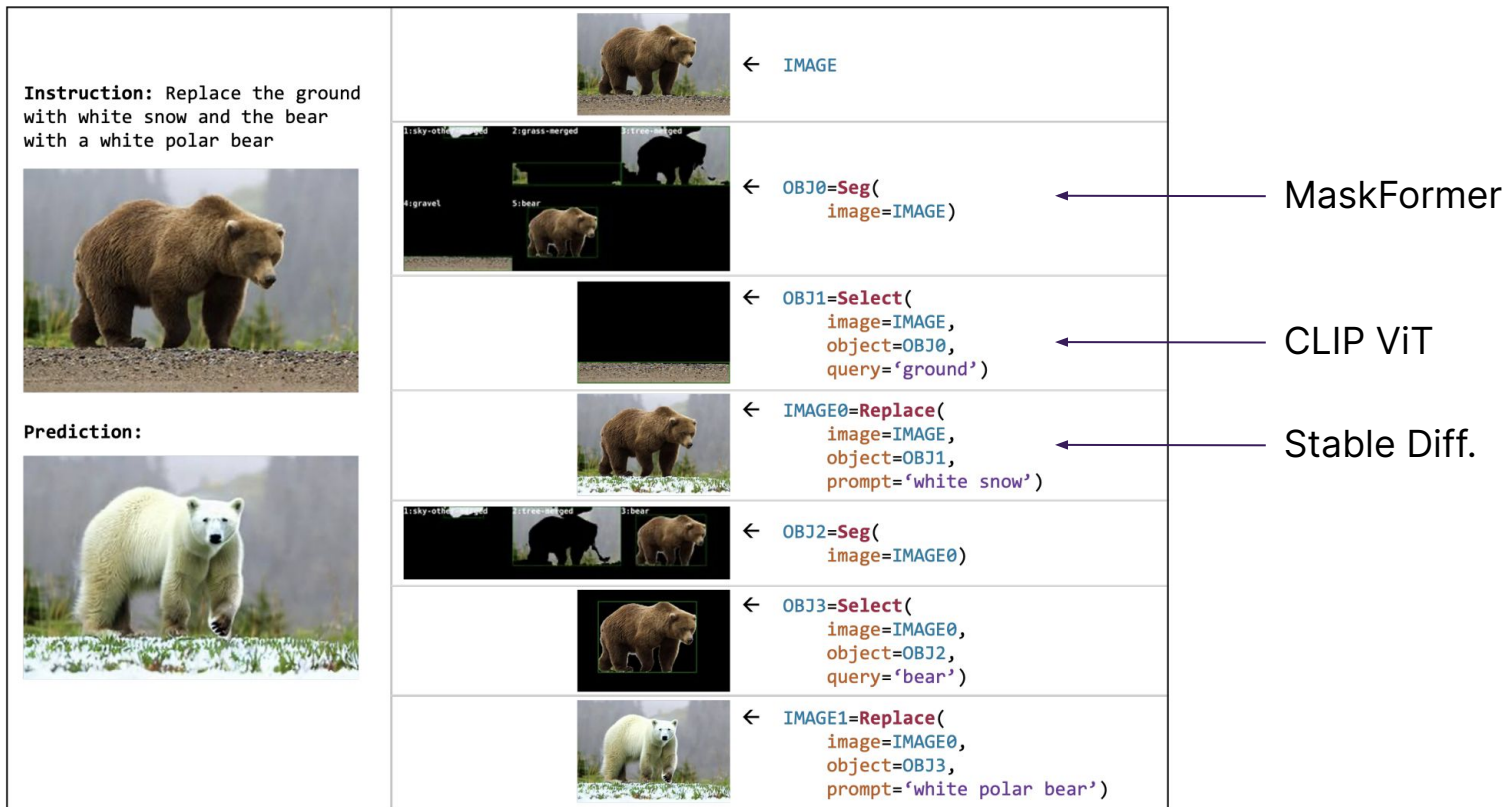 Instruction: Replace the ground
with white snow and the bear
with a white polar bear
Prediction:
← IMAGE
1:sky-other-merged 2:grass-merged 3:tree-merged
4:gravel 5:bear
← OBJ0=Seg(
image=IMAGE)
MaskFormer
← OBJ1=Select(
image=IMAGE,
object=OBJ0,
query=‘ground’)
CLIP ViT
← IMAGE0=Replace(
image=IMAGE,
object=OBJ1,
prompt=‘white snow’)
Stable Diff.
1:sky-other-merged 2:tree-merged 3:bear
← OBJ2=Seg(
image=IMAGE0)
← OBJ3=Select(
image=IMAGE0,
object=OBJ2,
query=‘bear’)
← IMAGE1=Replace(
image=IMAGE0,
object=OBJ3,
prompt=‘white polar bear’)